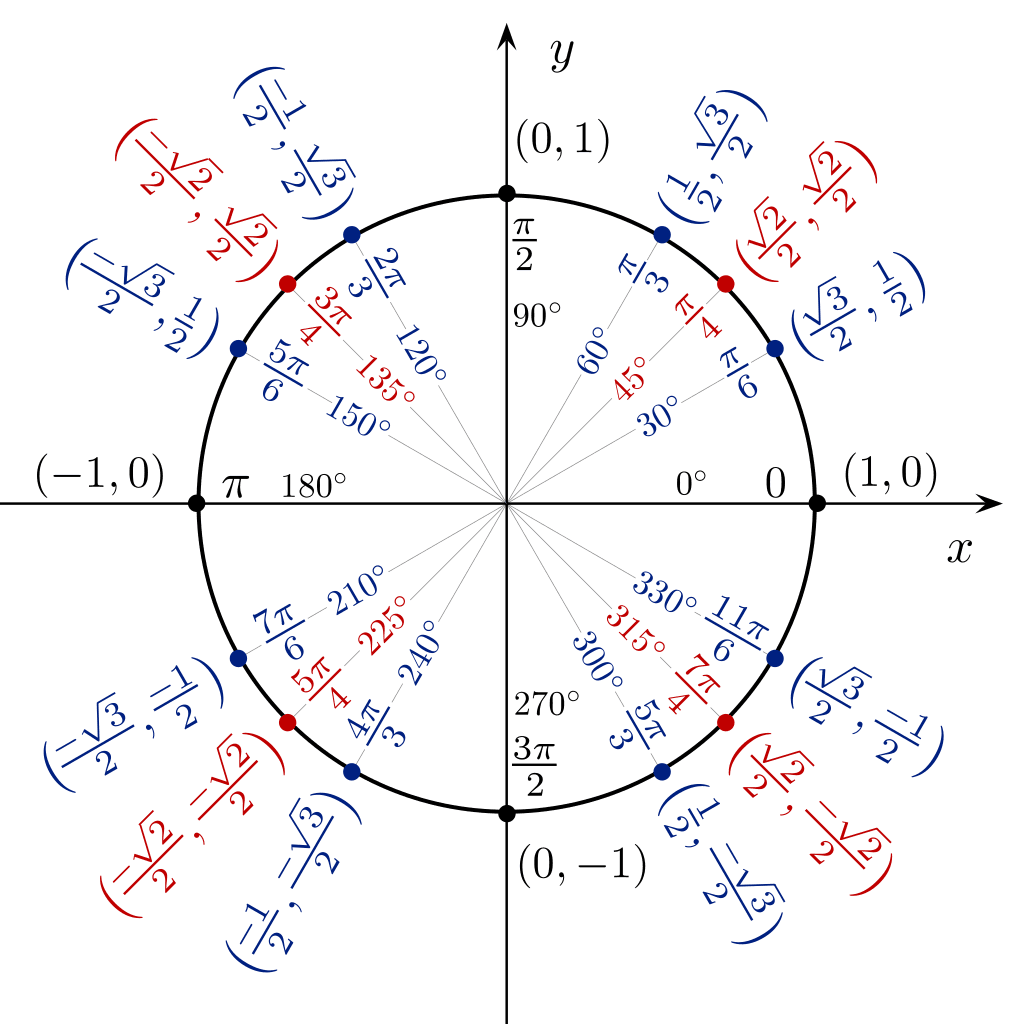 y
(0, 1)
π/2
90°
(1/2, √3/2)
π/3
60°
(√2/2, √2/2)
π/4
45°
(√3/2, 1/2)
π/6
30°
(−1/2, √3/2)
2π/3
120°
(−√2/2, √2/2)
3π/4
135°
(−√3/2, 1/2)
5π/6
150°
(−1, 0)
π
180°
0°
0
(1, 0)
x
(−√3/2, −1/2)
7π/6
210°
(−√2/2, −√2/2)
5π/4
225°
(−1/2, −√3/2)
4π/3
240°
270°
3π/2
(0, −1)
300°
5π/3
(1/2, −√3/2)
315°
7π/4
(√2/2, −√2/2)
330°
11π/6
(√3/2, −1/2)